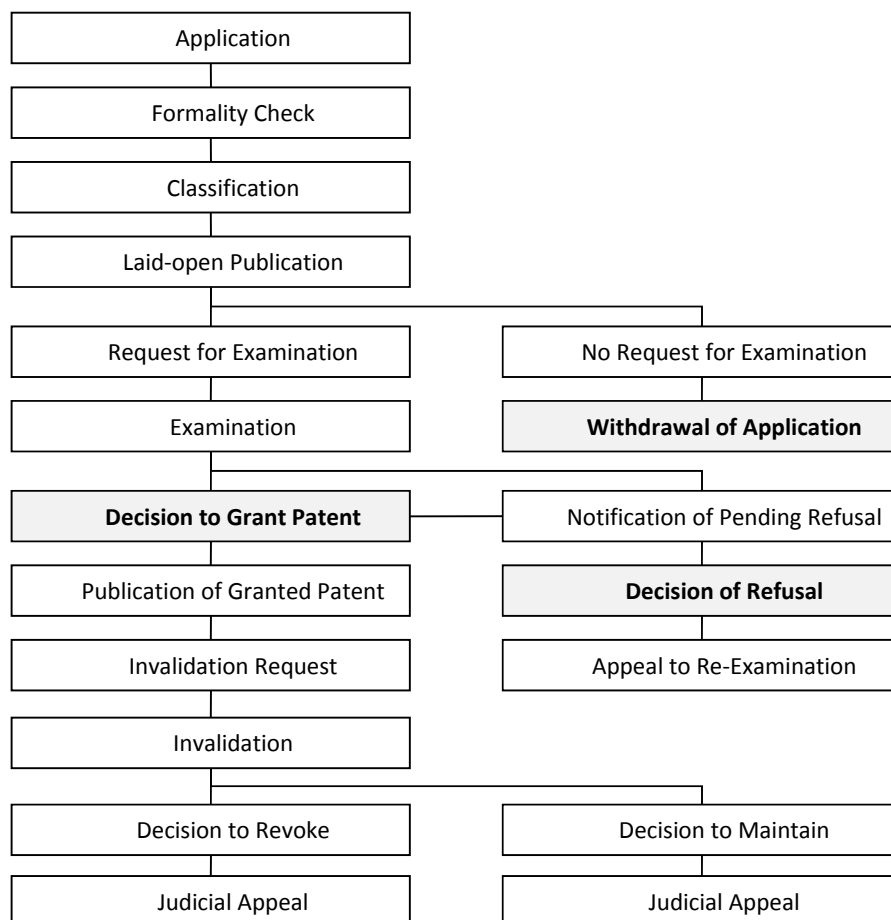 Application
Formality Check
Classification
Laid-open Publication
Request for Examination
No Request for Examination
Examination
Withdrawal of Application
Decision to Grant Patent
Notification of Pending Refusal
Publication of Granted Patent
Decision of Refusal
Invalidation Request
Appeal to Re-Examination
Invalidation
Decision to Revoke
Decision to Maintain
Judicial Appeal
Judicial Appeal